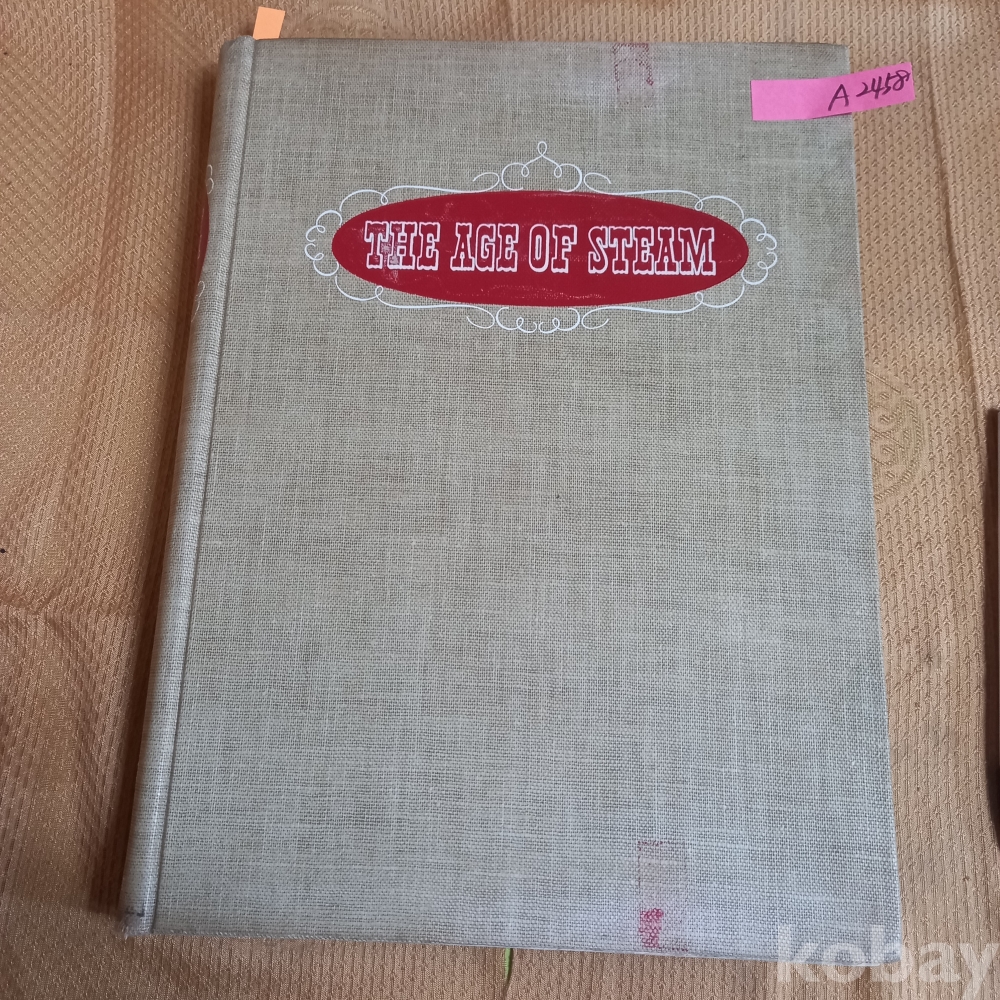 A 2458
THE AGE OF STEAM
kobay